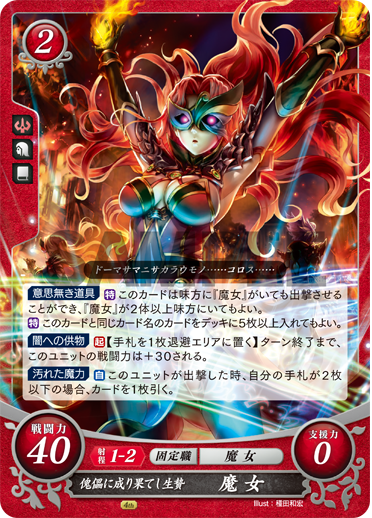 2
ドーマサマニサカラウモノ……コロス……
意思無き道具 特 このカードは味方に『魔女』がいても出撃させる
ことができ、『魔女』が2体以上味方にいてもよい。
特 このカードと同じカード名のカードをデッキに5枚以上入れてもよい。
闇への供物 起 【手札を1枚退避エリアに置く】ターン終了まで、
このユニットの戦闘力は+30される。
汚れた魔力 自 このユニットが出撃した時、自分の手札が2枚
以下の場合、カードを1枚引く。
戦闘力
40
射程 1-2 固定職 魔女
支援力
0
傀儡に成り果てし生贄 魔女
4th
Illust:樋田和宏